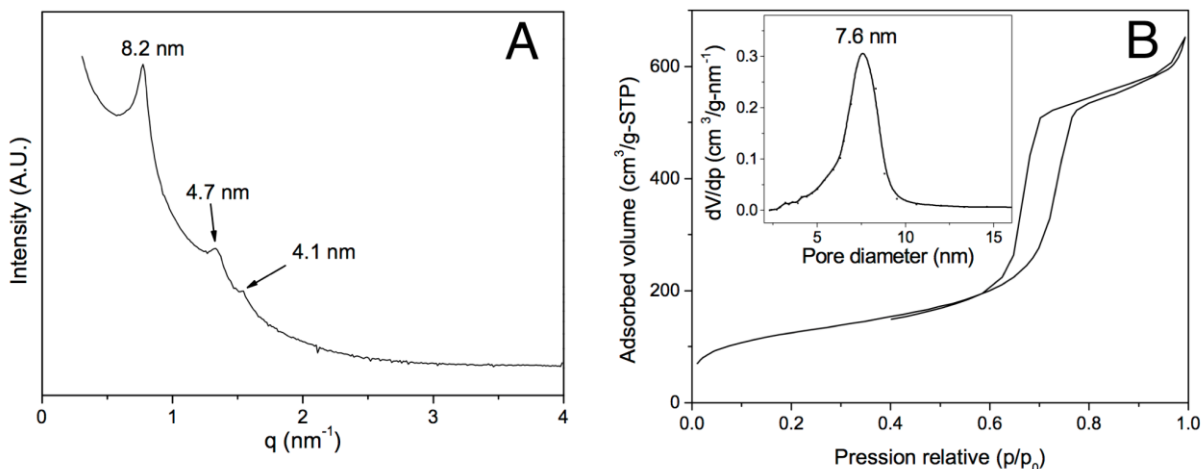 A
8.2 nm
4.7 nm
4.1 nm
Intensity (A.U.)
0
1
2
3
4
q (nm⁻¹)
B
7.6 nm
0.3
0.2
0.1
0.0
dV/dp (cm³/g-nm⁻¹)
5
10
15
Pore diameter (nm)
600
400
200
0
Adsorbed volume (cm³/g-STP)
0.0
0.2
0.4
0.6
0.8
1.0
Pression relative (p/p₀)